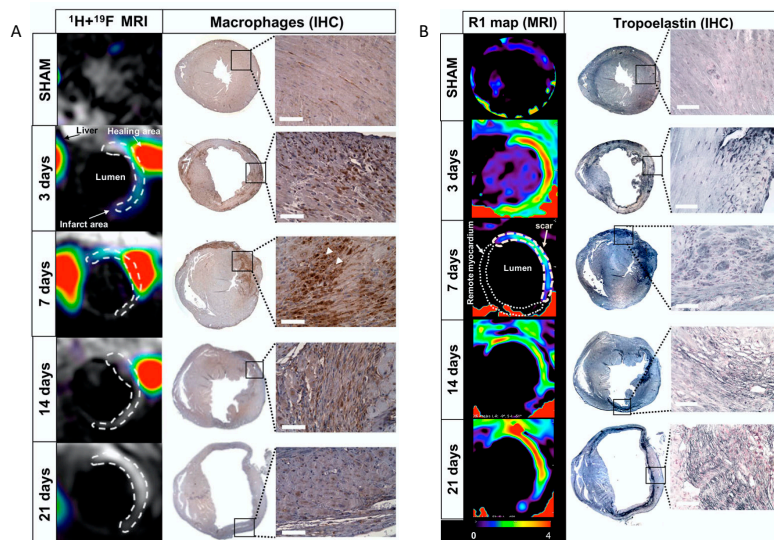 A
¹H+¹⁹F MRI
Macrophages (IHC)
SHAM
3 days
Liver
Healing area
Lumen
Infarct area
7 days
14 days
21 days
B
R1 map (MRI)
Tropoelastin (IHC)
SHAM
3 days
7 days
Remote myocardium
scar
Lumen
14 days
21 days
0
4